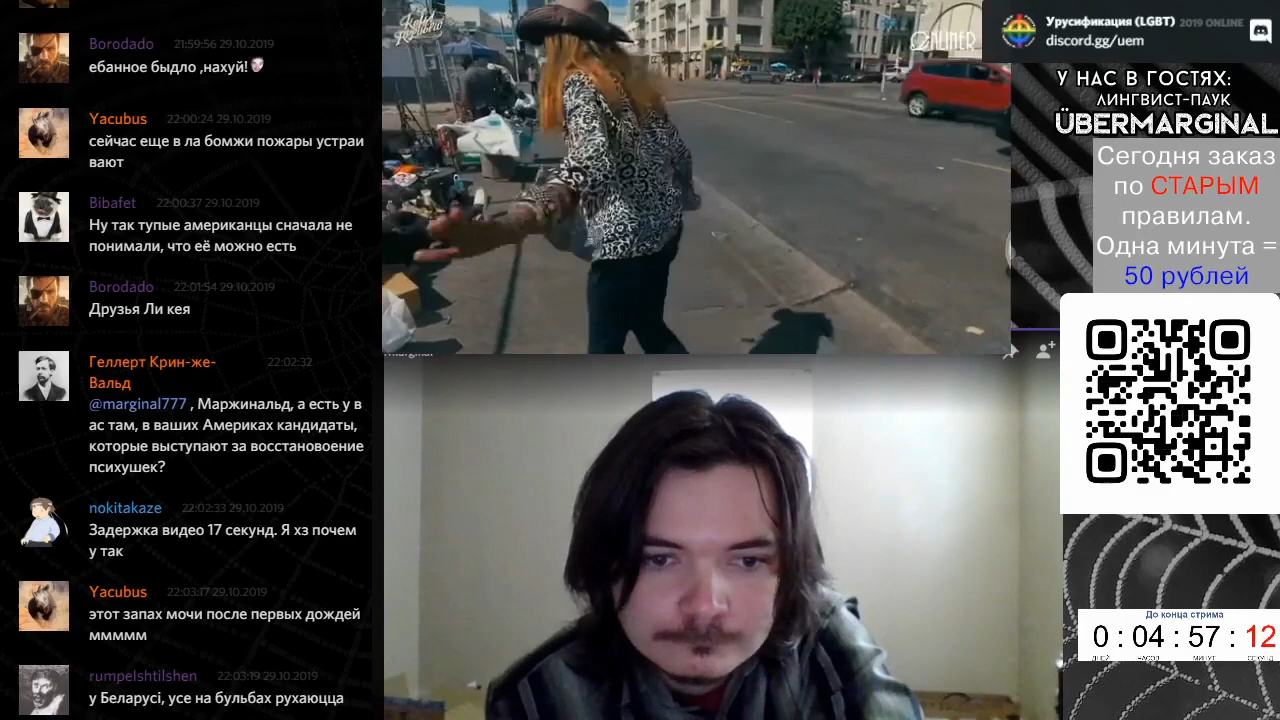 Borodado 21:59:56 29.10.2019
ебанное быдло ,нахуй!
Yacubus 22:00:24 29.10.2019
сейчас еще в ла бомжи пожары устраи
вают
Bibafet 22:00:37 29.10.2019
Ну так тупые американцы сначала не
понимали, что её можно есть
Borodado 22:01:54 29.10.2019
Друзья Ли кея
Геллерт Крин-же- 22:02:32
Вальд
@marginal777 , Маржинальд, а есть у в
ас там, в ваших Америках кандидаты,
которые выступают за восстановоение
психушек?
nokitakaze 22:02:33 29.10.2019
Задержка видео 17 секунд. Я хз почем
у так
Yacubus 22:03:17 29.10.2019
этот запах мочи после первых дождей
ммммм
rumpelshtilshen 22:03:19 29.10.2019
у Беларусі, усе на бульбах рухаюцца
Урусификация (LGBT) 2019 ONLINE
discord.gg/uem
У НАС В ГОСТЯХ:
ЛИНГВИСТ-ПАУК
ÜBERMARGINAL
Сегодня заказ
по СТАРЫМ
правилам.
Одна минута =
50 рублей
До конца стрима
0 : 04 : 57 : 12
ДНЕЙ ЧАСОВ МИНУТ СЕКУНД